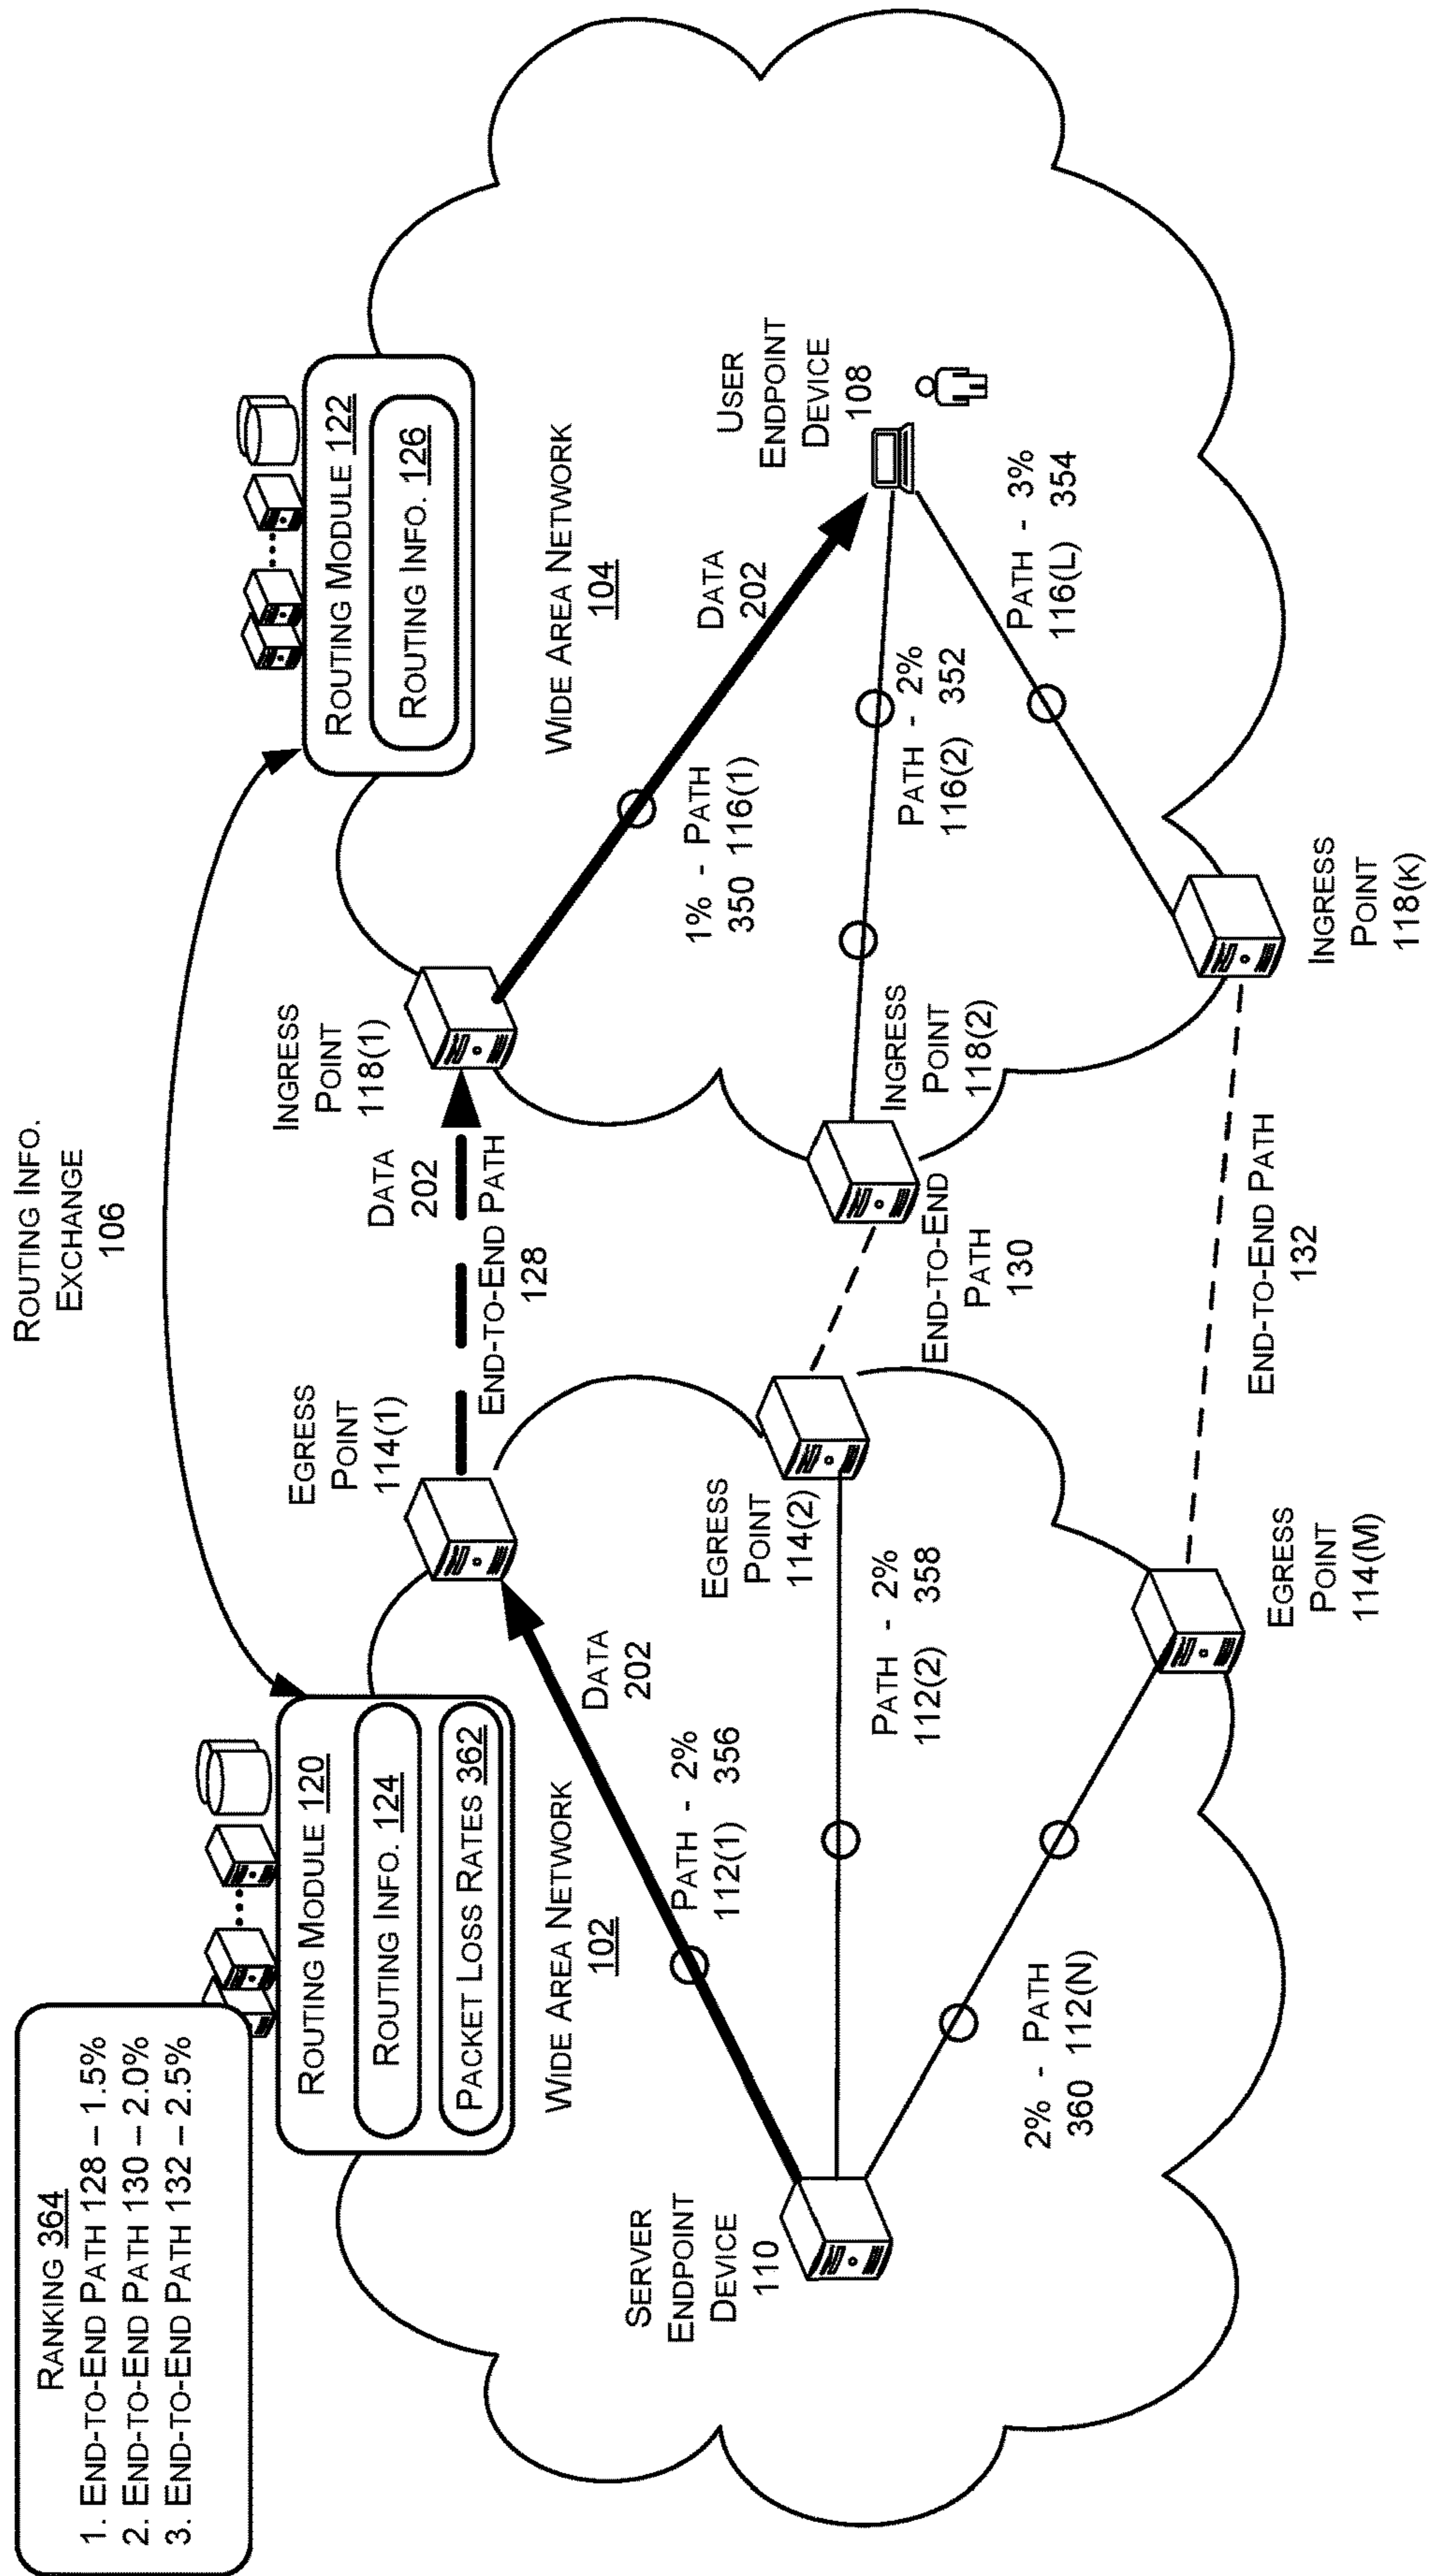 RANKING 364
1. END-TO-END PATH 128 – 1.5%
2. END-TO-END PATH 130 – 2.0%
3. END-TO-END PATH 132 – 2.5%
ROUTING INFO.
EXCHANGE
106
ROUTING MODULE 120
ROUTING INFO. 124
PACKET LOSS RATES 362
WIDE AREA NETWORK
102
ROUTING MODULE 122
ROUTING INFO. 126
WIDE AREA NETWORK
104
EGRESS
POINT
114(1)
DATA
202
END-TO-END PATH
128
INGRESS
POINT
118(1)
DATA
202
PATH - 2%
112(1) 356
SERVER
ENDPOINT
DEVICE
110
EGRESS
POINT
114(2)
PATH - 2%
112(2) 358
2% - PATH
360 112(N)
EGRESS
POINT
114(M)
END-TO-END
PATH
130
INGRESS
POINT
118(2)
END-TO-END PATH
132
INGRESS
POINT
118(K)
1% - PATH
350 116(1)
DATA
202
USER
ENDPOINT
DEVICE
108
PATH - 2%
116(2) 352
PATH - 3%
116(L) 354